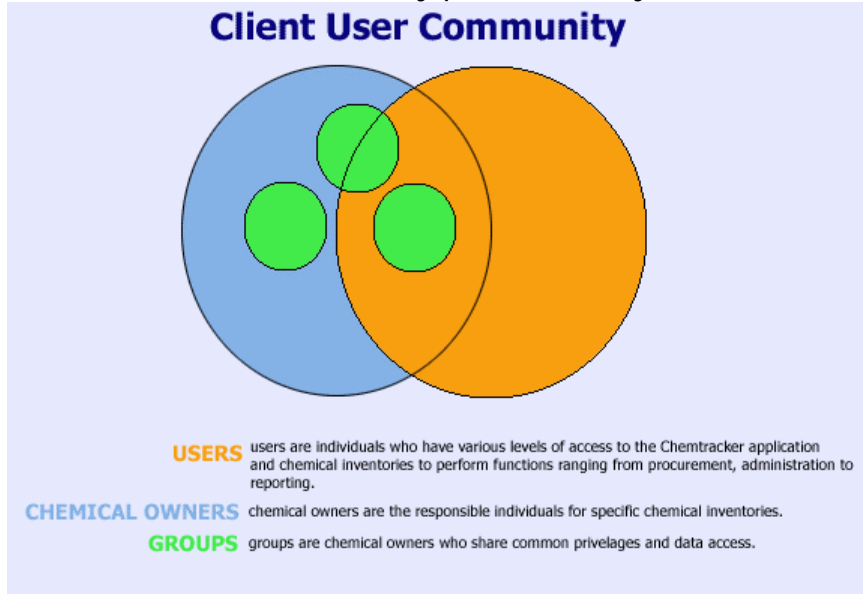 Client User Community
USERS users are individuals who have various levels of access to the Chemtracker application
and chemical inventories to perform functions ranging from procurement, administration to
reporting.
CHEMICAL OWNERS chemical owners are the responsible individuals for specific chemical inventories.
GROUPS groups are chemical owners who share common privelages and data access.